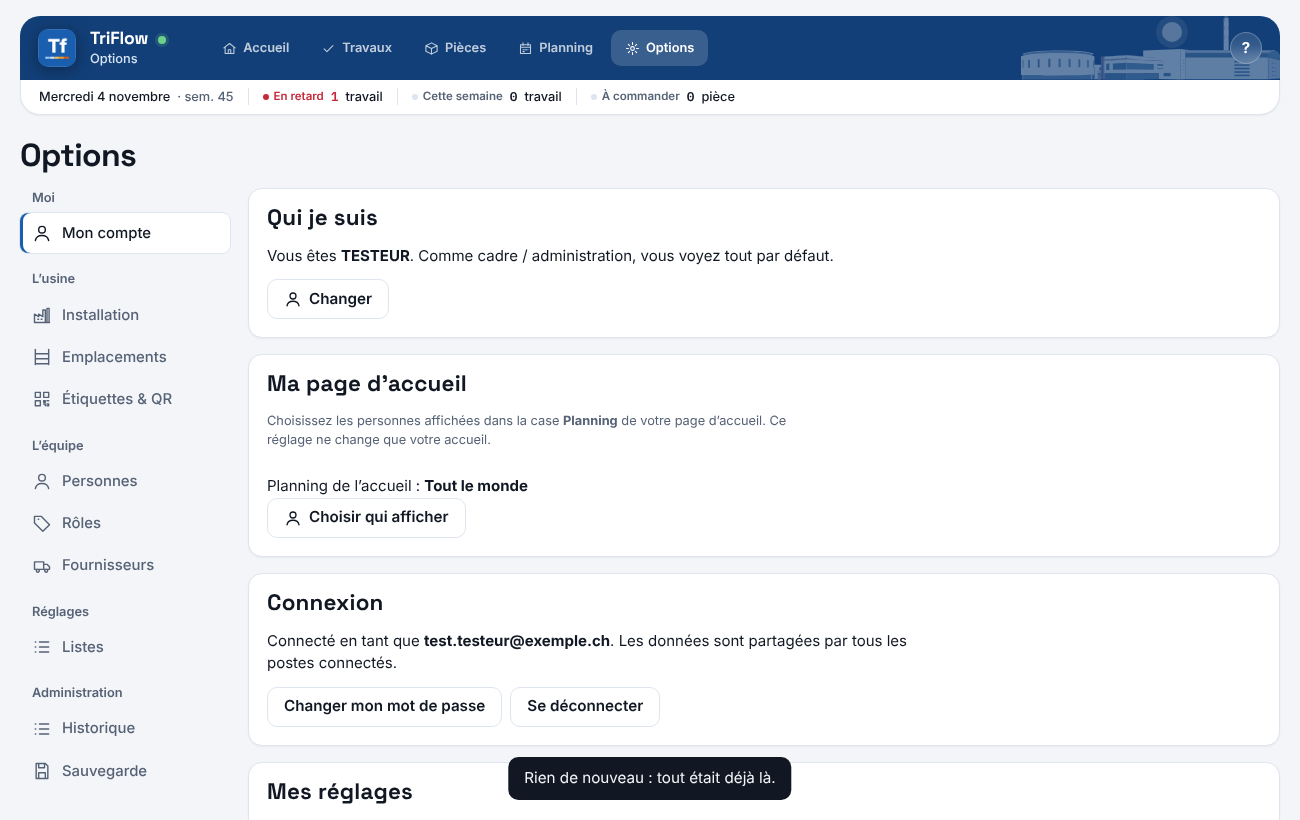 Tf
TriFlow
Options
Accueil
Travaux
Pièces
Planning
Options
?
Mercredi 4 novembre · sem. 45
En retard 1 travail
Cette semaine 0 travail
À commander 0 pièce
Options
Moi
Mon compte
L’usine
Installation
Emplacements
Étiquettes & QR
L’équipe
Personnes
Rôles
Fournisseurs
Réglages
Listes
Administration
Historique
Sauvegarde
Qui je suis
Vous êtes TESTEUR. Comme cadre / administration, vous voyez tout par défaut.
Changer
Ma page d’accueil
Choisissez les personnes affichées dans la case Planning de votre page d’accueil. Ce
réglage ne change que votre accueil.
Planning de l’accueil : Tout le monde
Choisir qui afficher
Connexion
Connecté en tant que test.testeur@exemple.ch. Les données sont partagées par tous les
postes connectés.
Changer mon mot de passe
Se déconnecter
Mes réglages
Rien de nouveau : tout était déjà là.